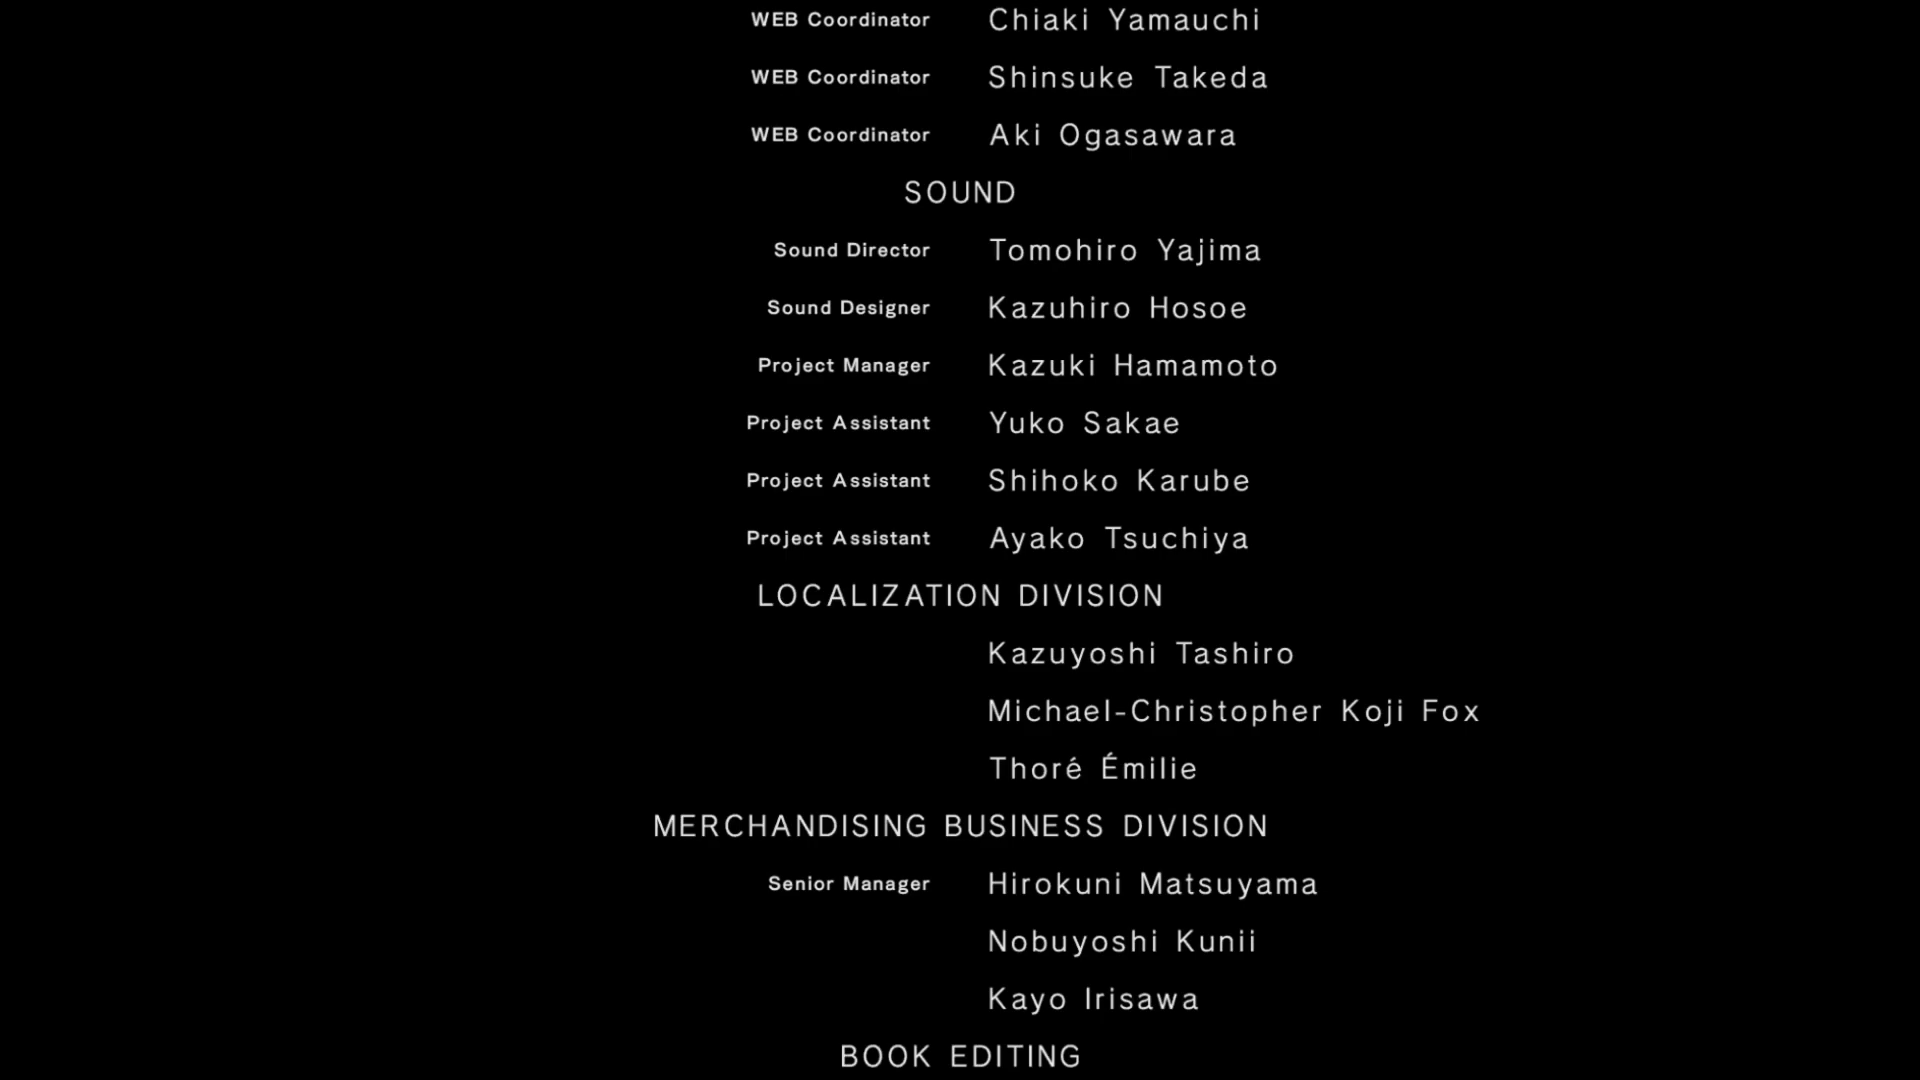 WEB Coordinator Chiaki Yamauchi
WEB Coordinator Shinsuke Takeda
WEB Coordinator Aki Ogasawara
SOUND
Sound Director Tomohiro Yajima
Sound Designer Kazuhiro Hosoe
Project Manager Kazuki Hamamoto
Project Assistant Yuko Sakae
Project Assistant Shihoko Karube
Project Assistant Ayako Tsuchiya
LOCALIZATION DIVISION
Kazuyoshi Tashiro
Michael-Christopher Koji Fox
Thoré Émilie
MERCHANDISING BUSINESS DIVISION
Senior Manager Hirokuni Matsuyama
Nobuyoshi Kunii
Kayo Irisawa
BOOK EDITING